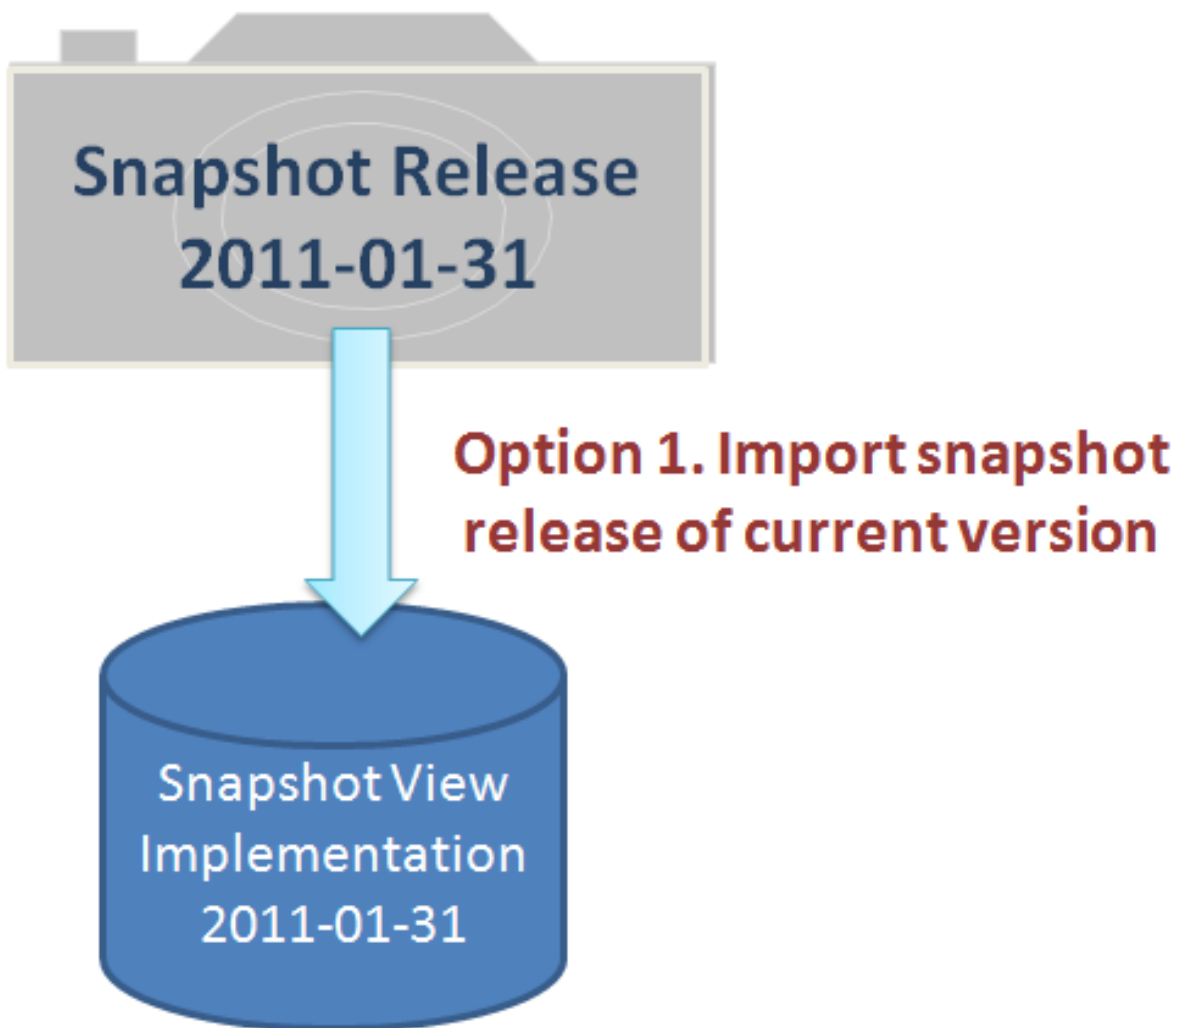 Snapshot Release
2011-01-31
Option 1. Import snapshot
release of current version
Snapshot View
Implementation
2011-01-31